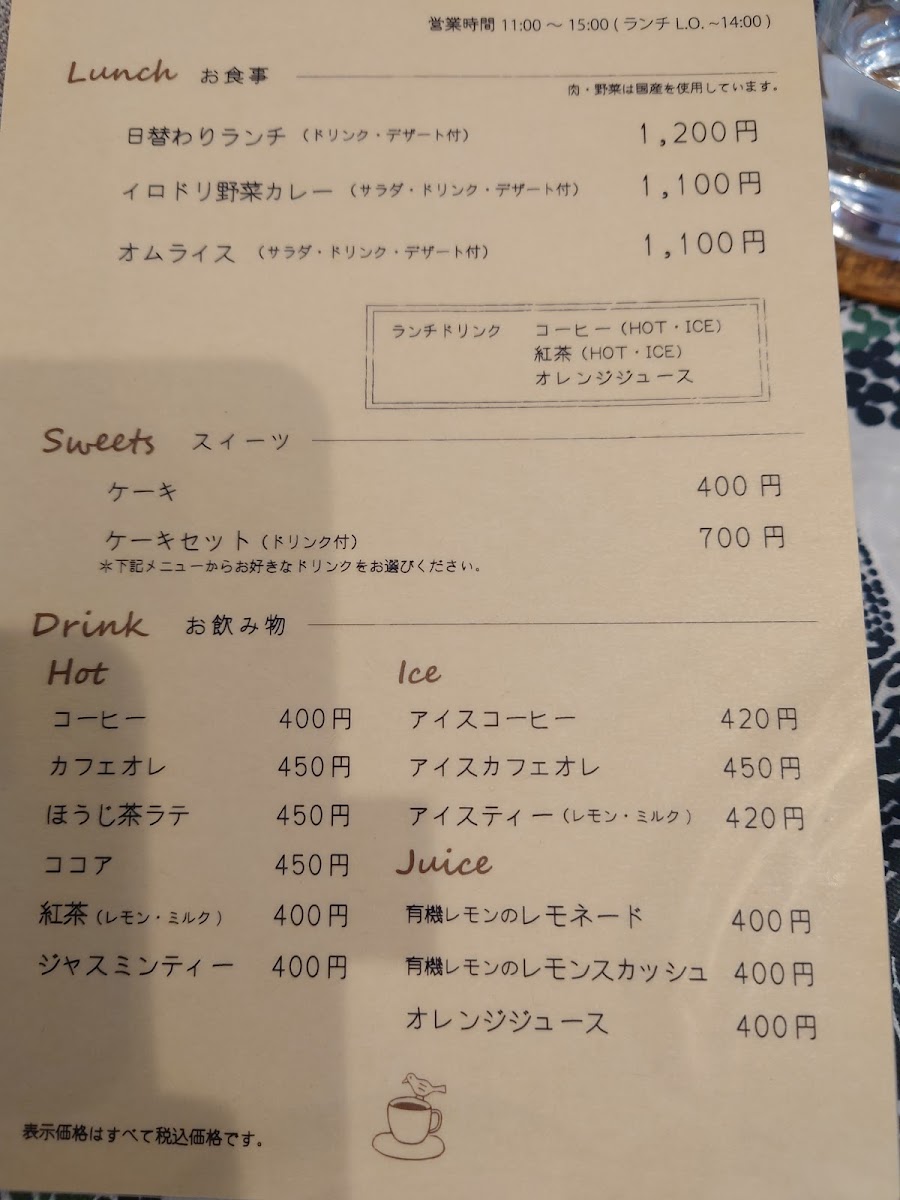 営業時間 11:00 〜 15:00 ( ランチ L.O. ~14:00 )
Lunch お食事
肉・野菜は国産を使用しています。
日替わりランチ（ドリンク・デザート付） 1,200円
イロドリ野菜カレー（サラダ・ドリンク・デザート付） 1,100円
オムライス（サラダ・ドリンク・デザート付） 1,100円
ランチドリンク コーヒー（HOT・ICE）
紅茶（HOT・ICE）
オレンジジュース
Sweets スイーツ
ケーキ 400 円
ケーキセット（ドリンク付） 700 円
＊下記メニューからお好きなドリンクをお選びください。
Drink お飲み物
Hot
コーヒー 400円
カフェオレ 450円
ほうじ茶ラテ 450円
ココア 450円
紅茶（レモン・ミルク） 400円
ジャスミンティー 400円
Ice
アイスコーヒー 420円
アイスカフェオレ 450円
アイスティー（レモン・ミルク） 420円
Juice
有機レモンのレモネード 400円
有機レモンのレモンスカッシュ 400円
オレンジジュース 400円
表示価格はすべて税込価格です。